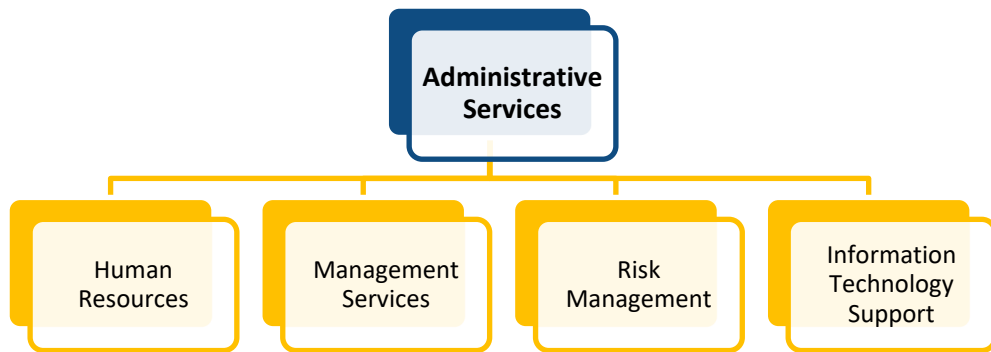 Administrative
Services
Human
Resources
Management
Services
Risk
Management
Information
Technology
Support